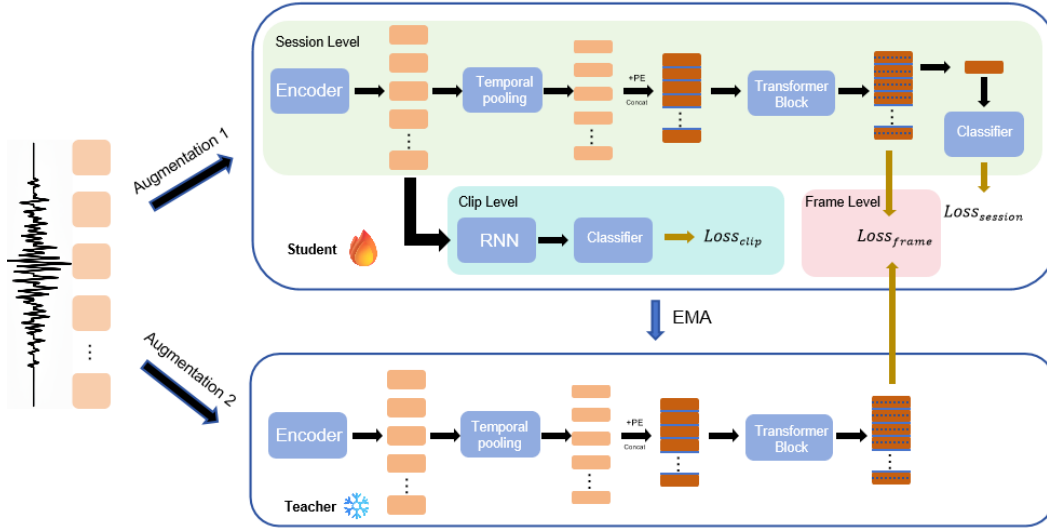 Session Level
Encoder
Temporal
pooling
+PE
Concat
Transformer
Block
Classifier
Augmentation 1
Clip Level
RNN
Classifier
Loss_clip
Frame Level
Loss_frame
Loss_session
Student
EMA
Augmentation 2
Encoder
Temporal
pooling
+PE
Concat
Transformer
Block
Teacher